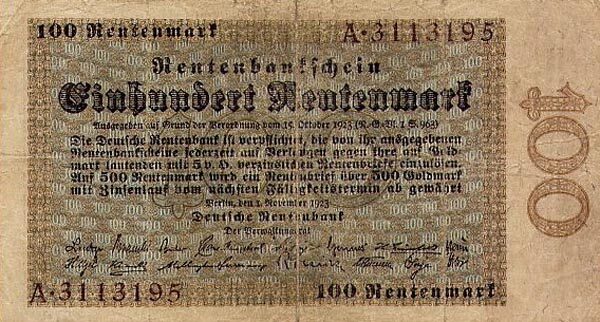 100 Rentenmark A·3113195
Rentenbankschein
Einhundert Rentenmark
Ausgegeben auf Grund der Verordnung vom 15. Oktober 1923 (R.G.Bl. I S. 963)
Die Deutsche Rentenbank ist verpflichtet, die von ihr ausgegebenen
Rentenbankscheine jederzeit auf Verlangen gegen ihre auf Gold-
mark lautenden mit 5 v. H. verzinslichen Rentenbriefe einzulösen.
Auf 500 Rentenmark wird ein Rentenbrief über 500 Goldmark
mit Zinsenlauf vom nächsten Fälligkeitstermin ab gewährt
Berlin, den 1. November 1923
Deutsche Rentenbank
Der Verwaltungsrat
A·3113195 100 Rentenmark
100